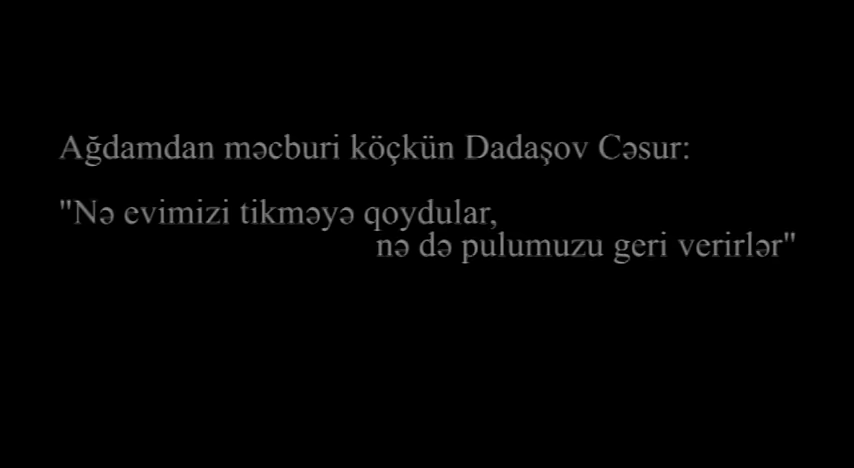 Ağdamdan məcburi köçkün Dadaşov Cəsur:
"Nə evimizi tikməyə qoydular,
nə də pulumuzu geri verirlər"